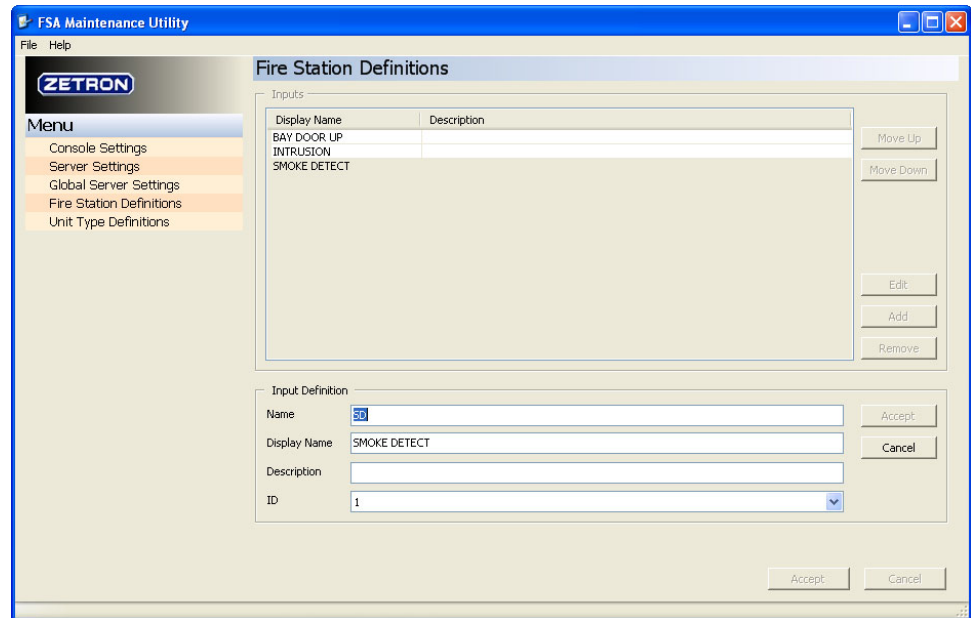 FSA Maintenance Utility
File Help
ZETRON
Fire Station Definitions
Menu
Console Settings
Server Settings
Global Server Settings
Fire Station Definitions
Unit Type Definitions
Inputs
Display Name Description
BAY DOOR UP
INTRUSION
SMOKE DETECT
Move Up
Move Down
Edit
Add
Remove
Input Definition
Name SD
Display Name SMOKE DETECT
Description
ID 1
Accept
Cancel
Accept Cancel